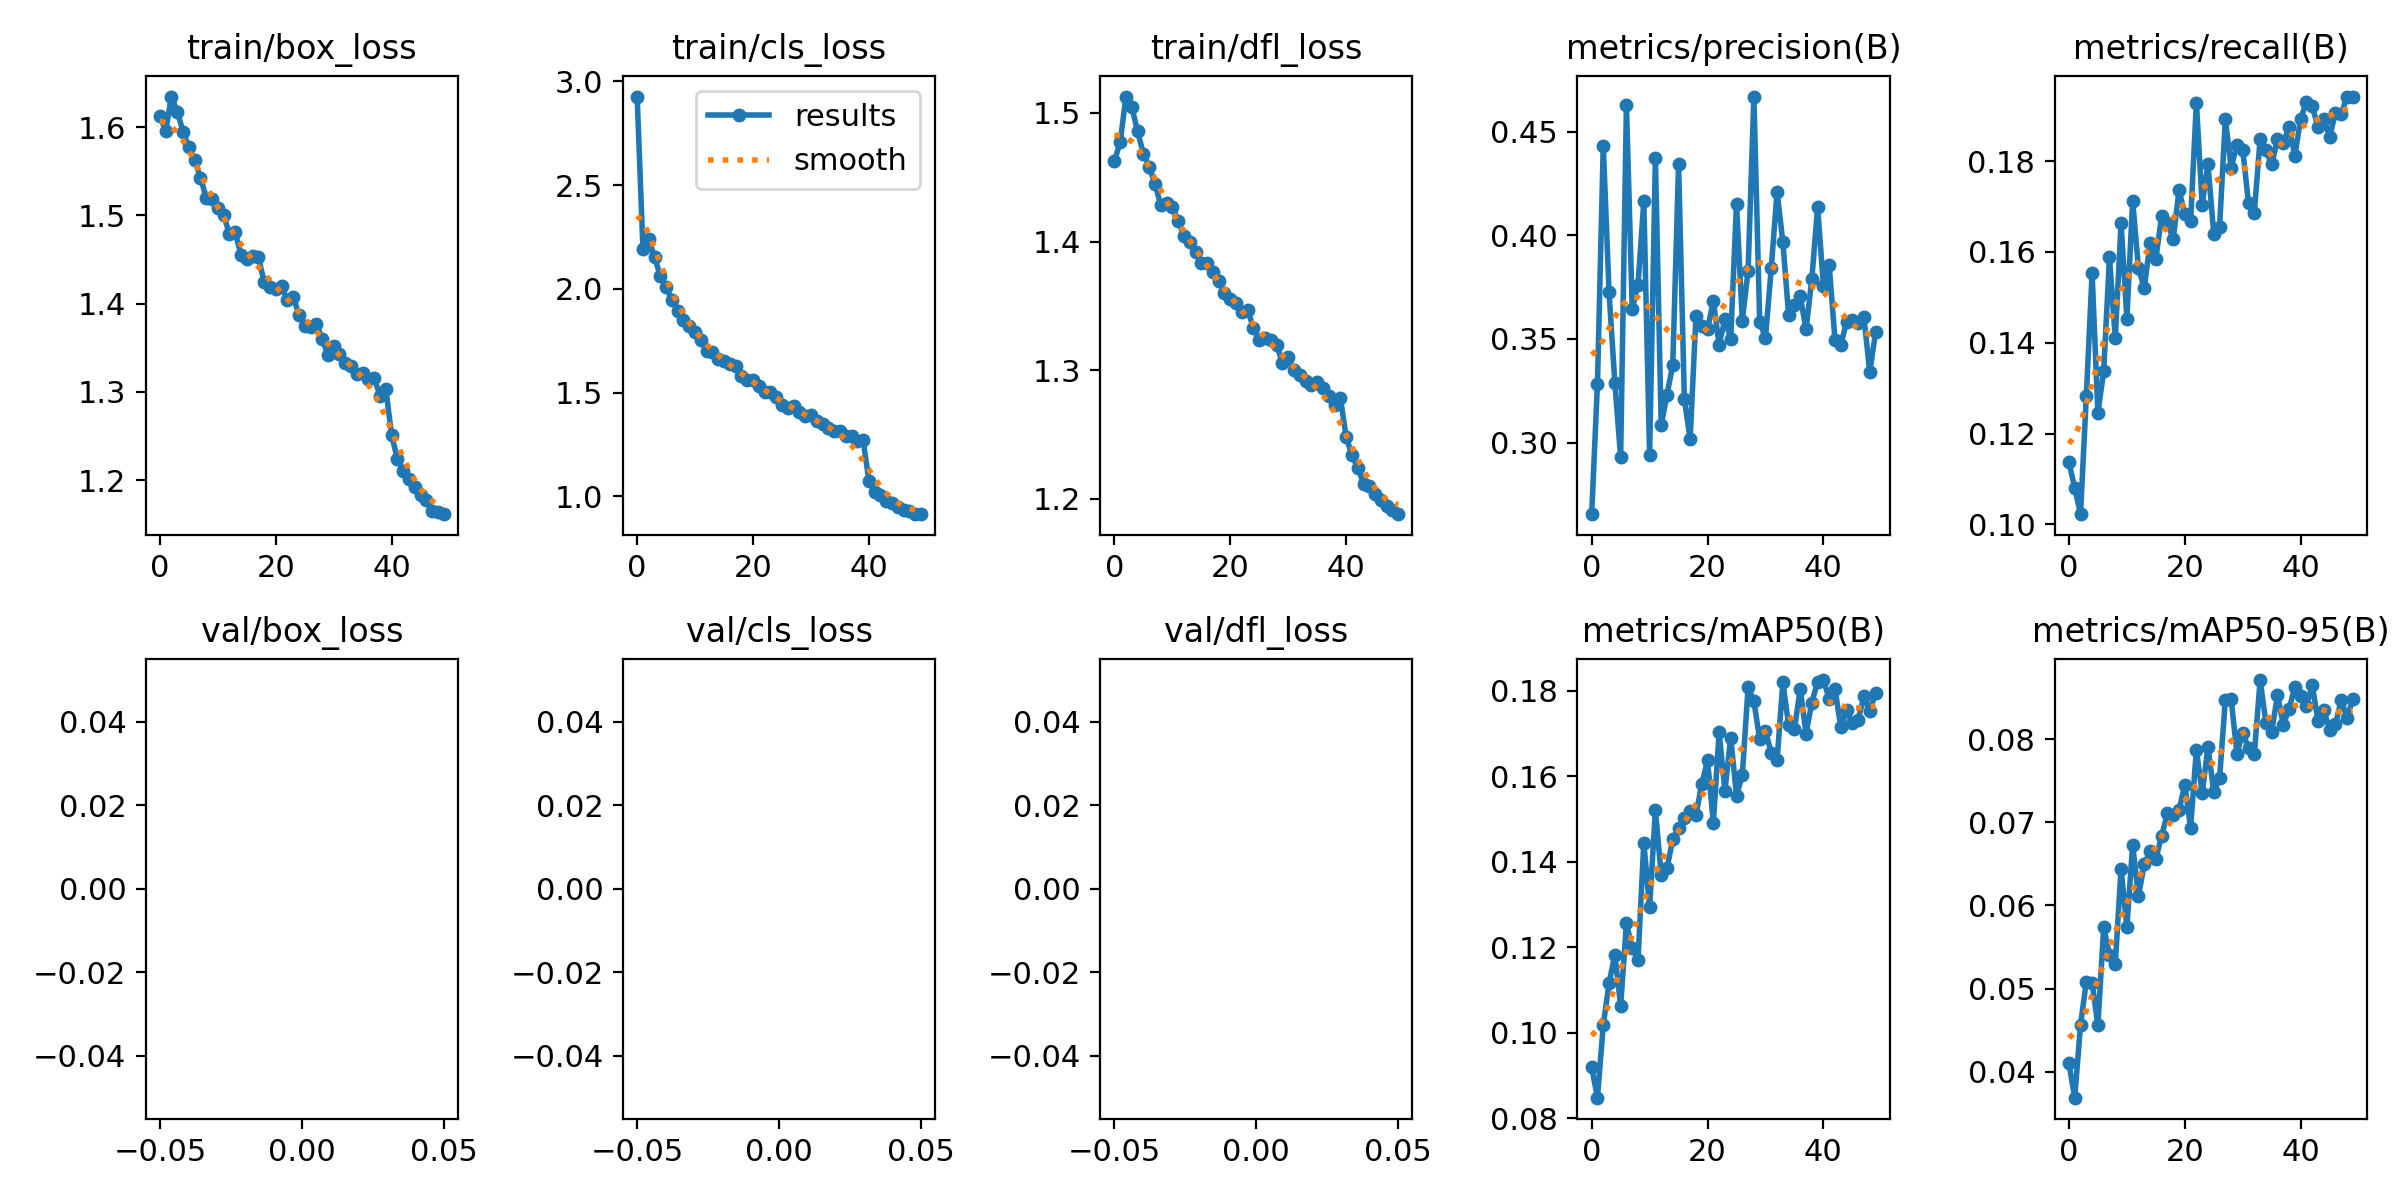 train/box_loss
1.6
1.5
1.4
1.3
1.2
0 20 40
train/cls_loss
results
smooth
3.0
2.5
2.0
1.5
1.0
0 20 40
train/dfl_loss
1.5
1.4
1.3
1.2
0 20 40
metrics/precision(B)
0.45
0.40
0.35
0.30
0 20 40
metrics/recall(B)
0.18
0.16
0.14
0.12
0.10
0 20 40
val/box_loss
0.04
0.02
0.00
−0.02
−0.04
−0.05 0.00 0.05
val/cls_loss
0.04
0.02
0.00
−0.02
−0.04
−0.05 0.00 0.05
val/dfl_loss
0.04
0.02
0.00
−0.02
−0.04
−0.05 0.00 0.05
metrics/mAP50(B)
0.18
0.16
0.14
0.12
0.10
0.08
0 20 40
metrics/mAP50-95(B)
0.08
0.07
0.06
0.05
0.04
0 20 40